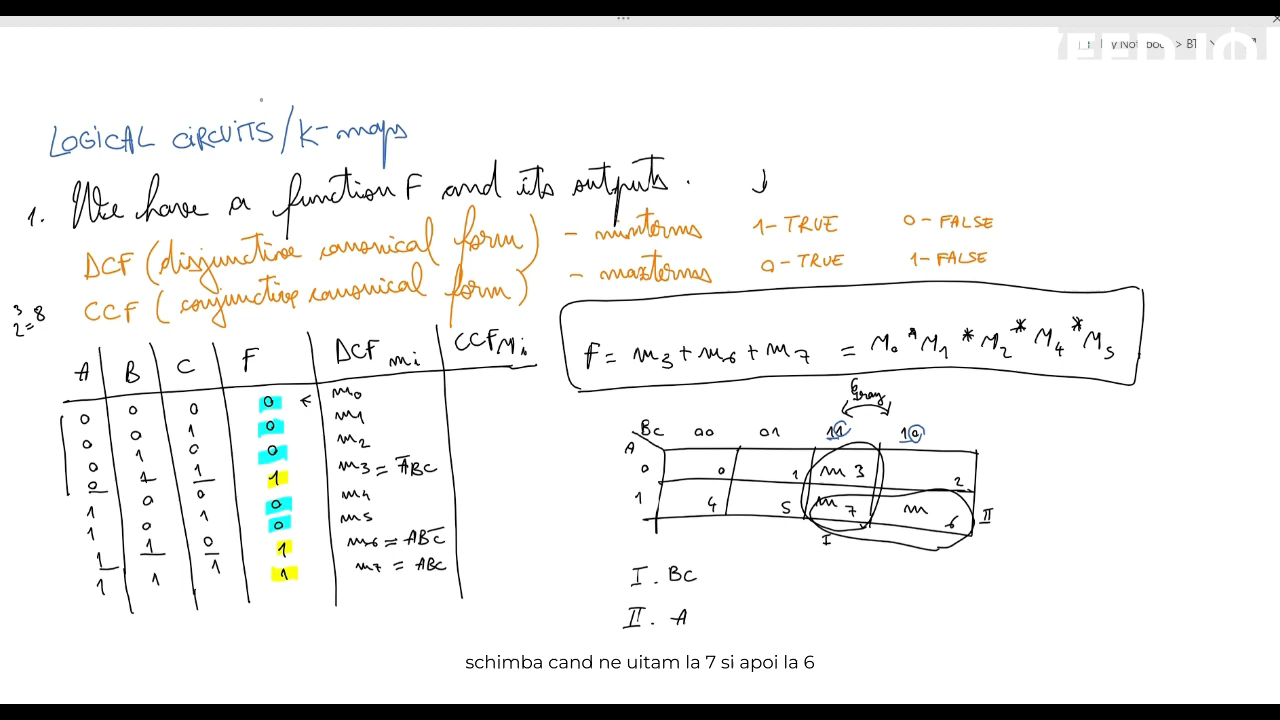 LOGICAL CIRCUITS / K-maps
1. We have a function F and its outputs.
DCF (disjunctive canonical form) - minterms 1-TRUE 0-FALSE
CCF (conjunctive canonical form) - maxterms 0-TRUE 1-FALSE
2³=8
A B C F DCF mi CCF Mi
0 0 0 0 ← m0
0 0 1 0 m1
0 1 0 0 m2
0 1 1 1 m3 = A̅BC
1 0 0 0 m4
1 0 1 0 m5
1 1 0 1 m6 = ABC̅
1 1 1 1 m7 = ABC
f = m3 + m6 + m7 = M0 * M1 * M2 * M4 * M5
Gray
BC 00 01 11 10
A
0 0 1 m3 2
1 4 5 m7 m6 II
I
I. BC
II. A
schimba cand ne uitam la 7 si apoi la 6